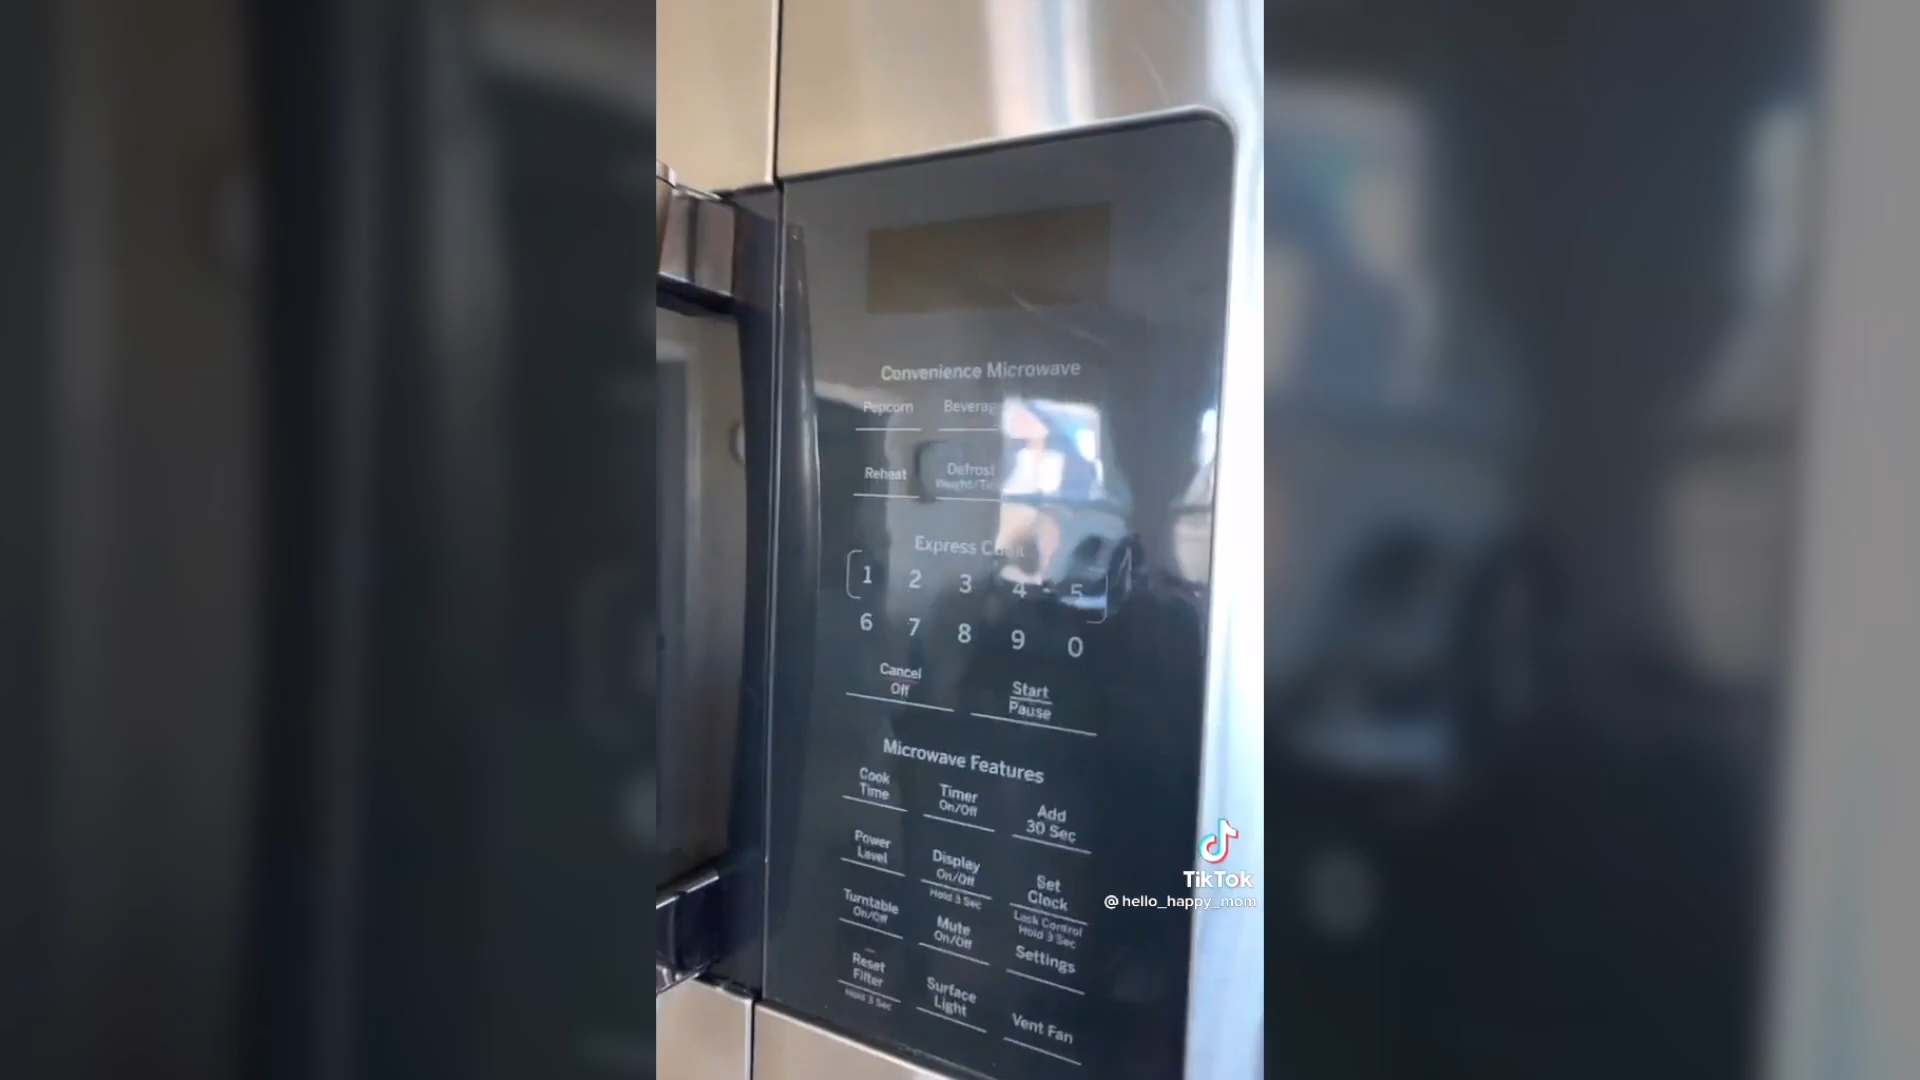 Convenience Microwave
Popcorn
Reheat
Defrost
Express
1 2 3 4 5
6 7 8 9 0
Cancel
Off
Start
Pause
Microwave Features
Cook
Time
Timer
On/Off
Add
30 Sec
Power
Level
Display
On/Off
Hold 3 Sec
Set
Clock
Lock Control
Hold 3 Sec
Turntable
On/Off
Mute
On/Off
Settings
Reset
Filter
Hold 3 Sec
Surface
Light
Vent Fan
TikTok
@hello_happy_mom